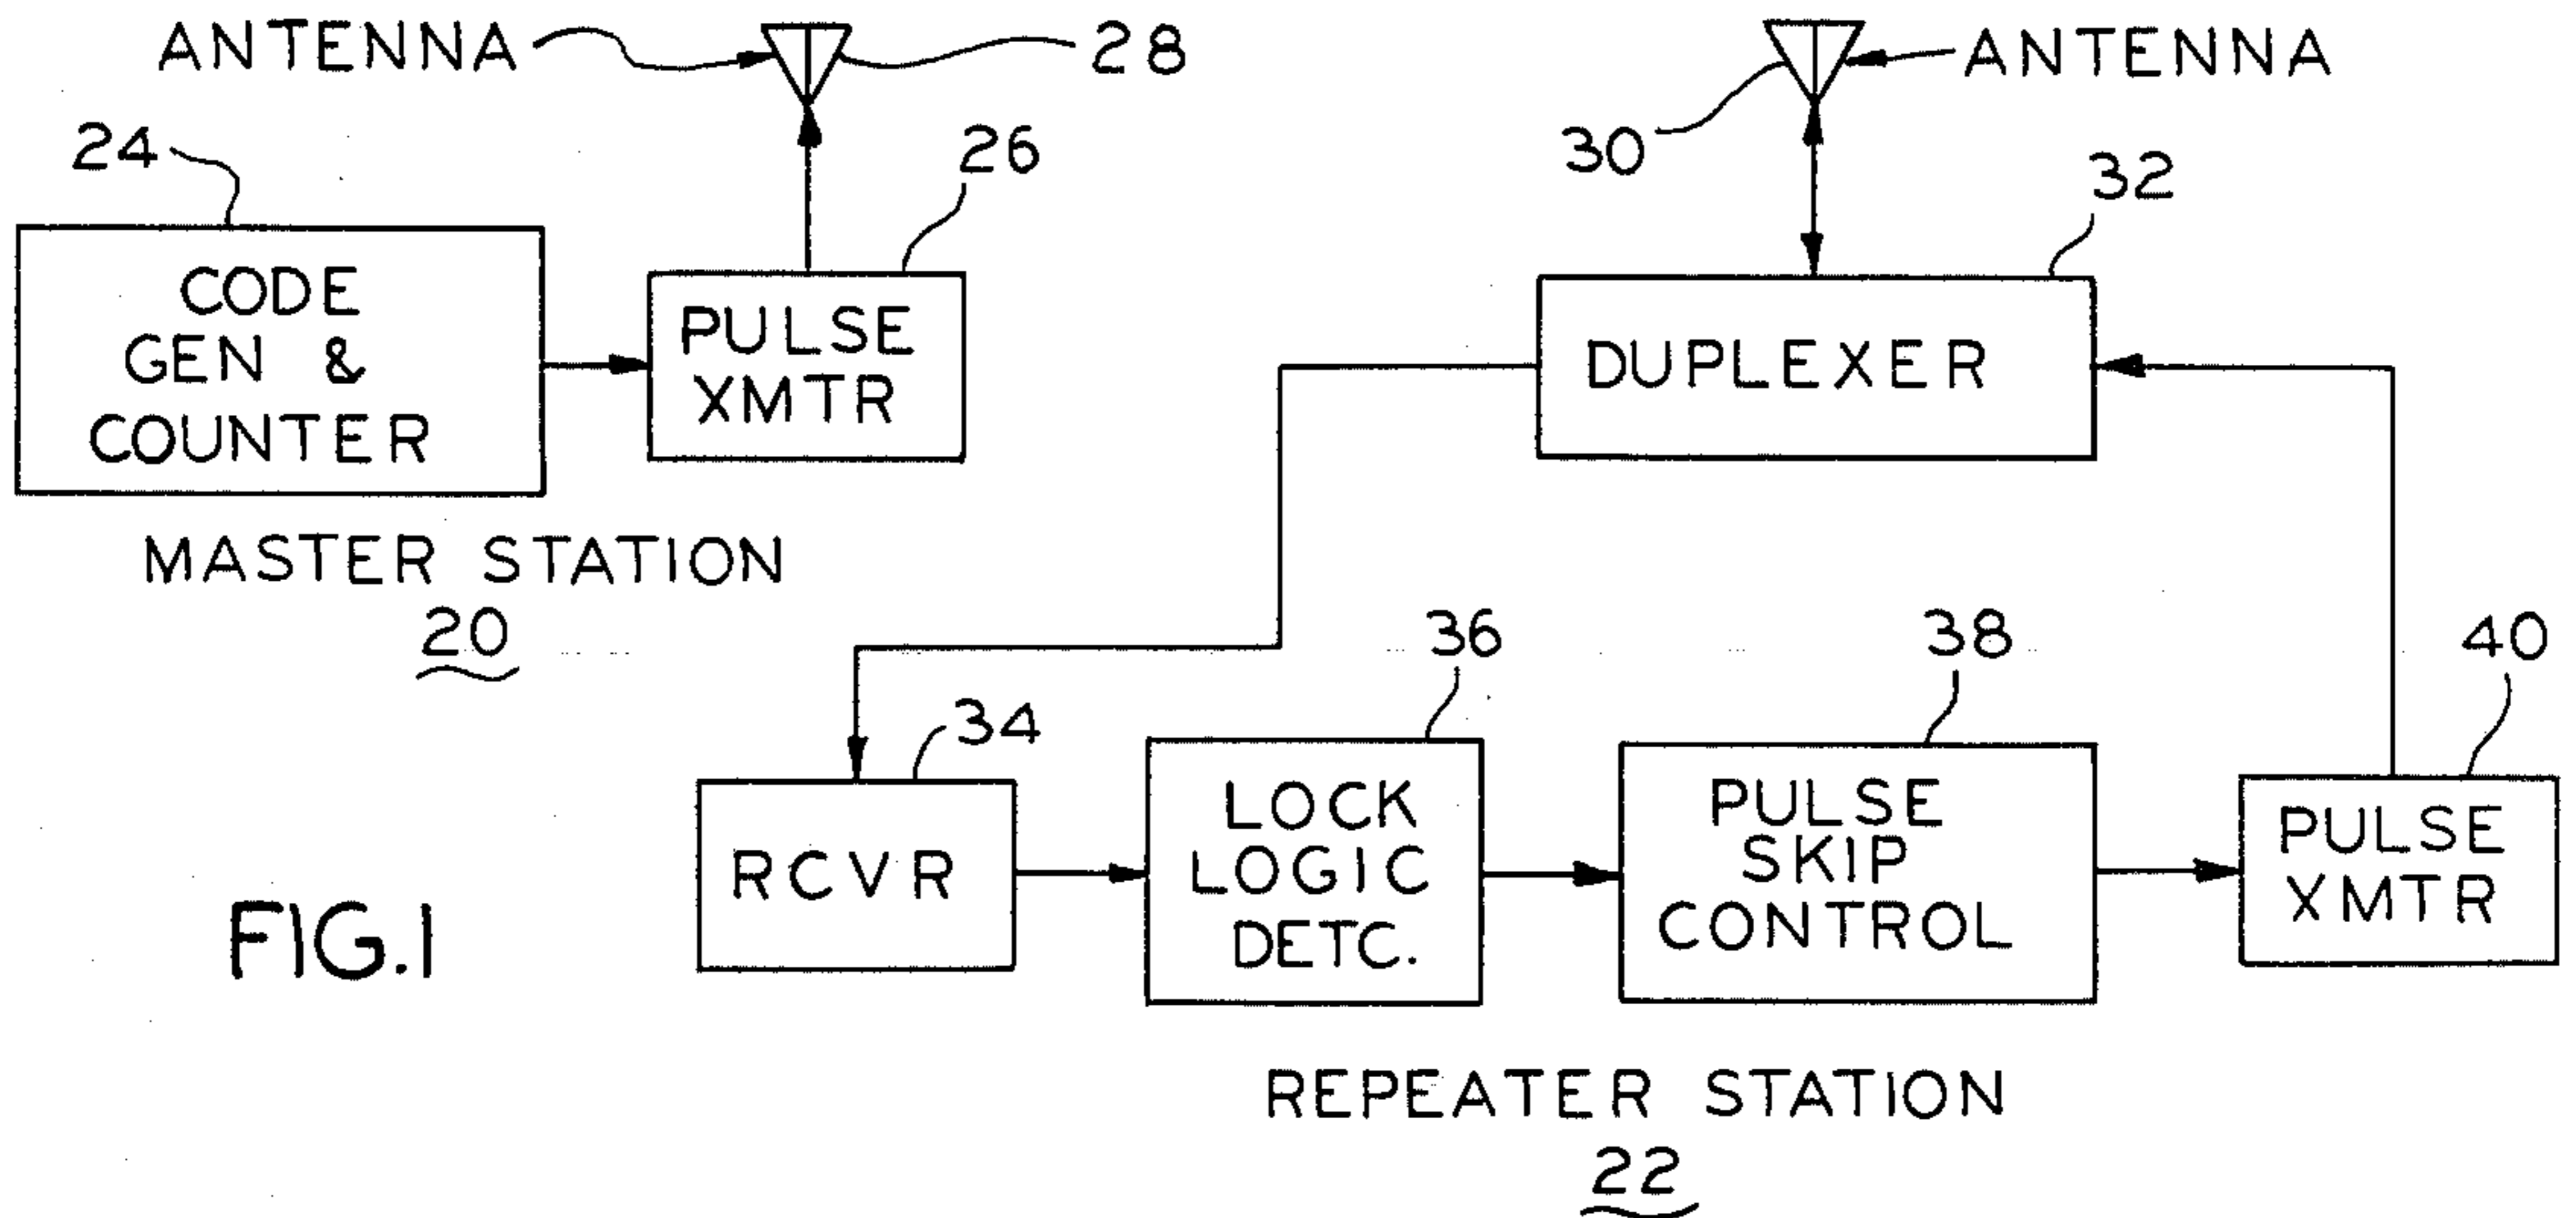 ANTENNA
28
ANTENNA
24
26
30
32
CODE
GEN &
COUNTER
PULSE
XMTR
DUPLEXER
MASTER STATION
20
36
38
40
34
LOCK
LOGIC
DETC.
PULSE
SKIP
CONTROL
PULSE
XMTR
RCVR
FIG.1
REPEATER STATION
22